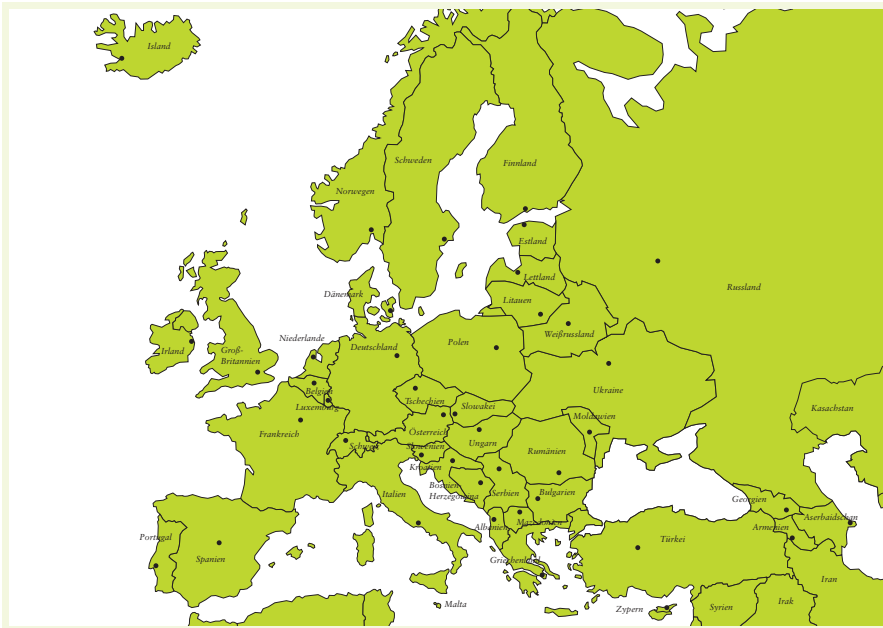 Island
Schweden
Finnland
Norwegen
Estland
Lettland
Russland
Dänemark
Litauen
Weißrussland
Niederlande
Polen
Deutschland
Irland
Groß-
Britannien
Belgien
Ukraine
Tschechien
Luxemburg
Slowakei
Kasachstan
Moldawien
Frankreich
Österreich
Ungarn
Schweiz
Slowenien
Rumänien
Kroatien
Bosnien-
Herzegowina
Italien
Serbien
Bulgarien
Georgien
Aserbaidschan
Albanien
Mazedonien
Armenien
Portugal
Türkei
Spanien
Griechenland
Iran
Malta
Zypern
Syrien
Irak